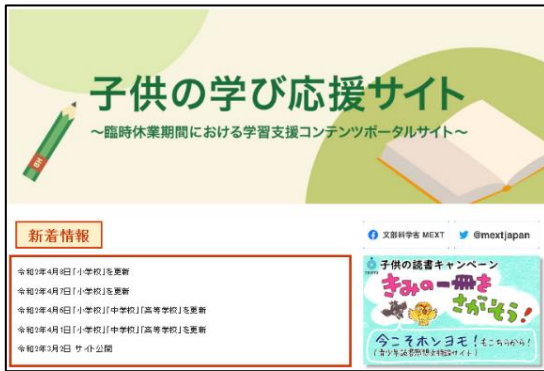 子供の学び応援サイト
～臨時休業期間における学習支援コンテンツポータルサイト～
新着情報
令和2年4月8日「小学校」を更新
令和2年4月7日「小学校」を更新
令和2年4月6日「小学校」「中学校」「高等学校」を更新
令和2年4月1日「小学校」「中学校」「高等学校」を更新
令和2年3月2日 サイト公開
文部科学省 MEXT
@mextjapan
子供の読書キャンペーン
きみの一冊を
さがそう!
今こそホンヨモ!もこちらから!